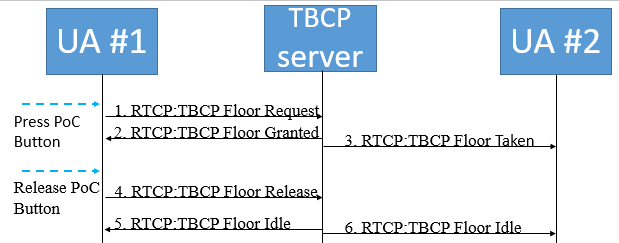 UA #1
TBCP
server
UA #2
1. RTCP:TBCP Floor Request
Press PoC
Button
2. RTCP:TBCP Floor Granted
3. RTCP:TBCP Floor Taken
Release PoC
Button
4. RTCP:TBCP Floor Release
5. RTCP:TBCP Floor Idle
6. RTCP:TBCP Floor Idle